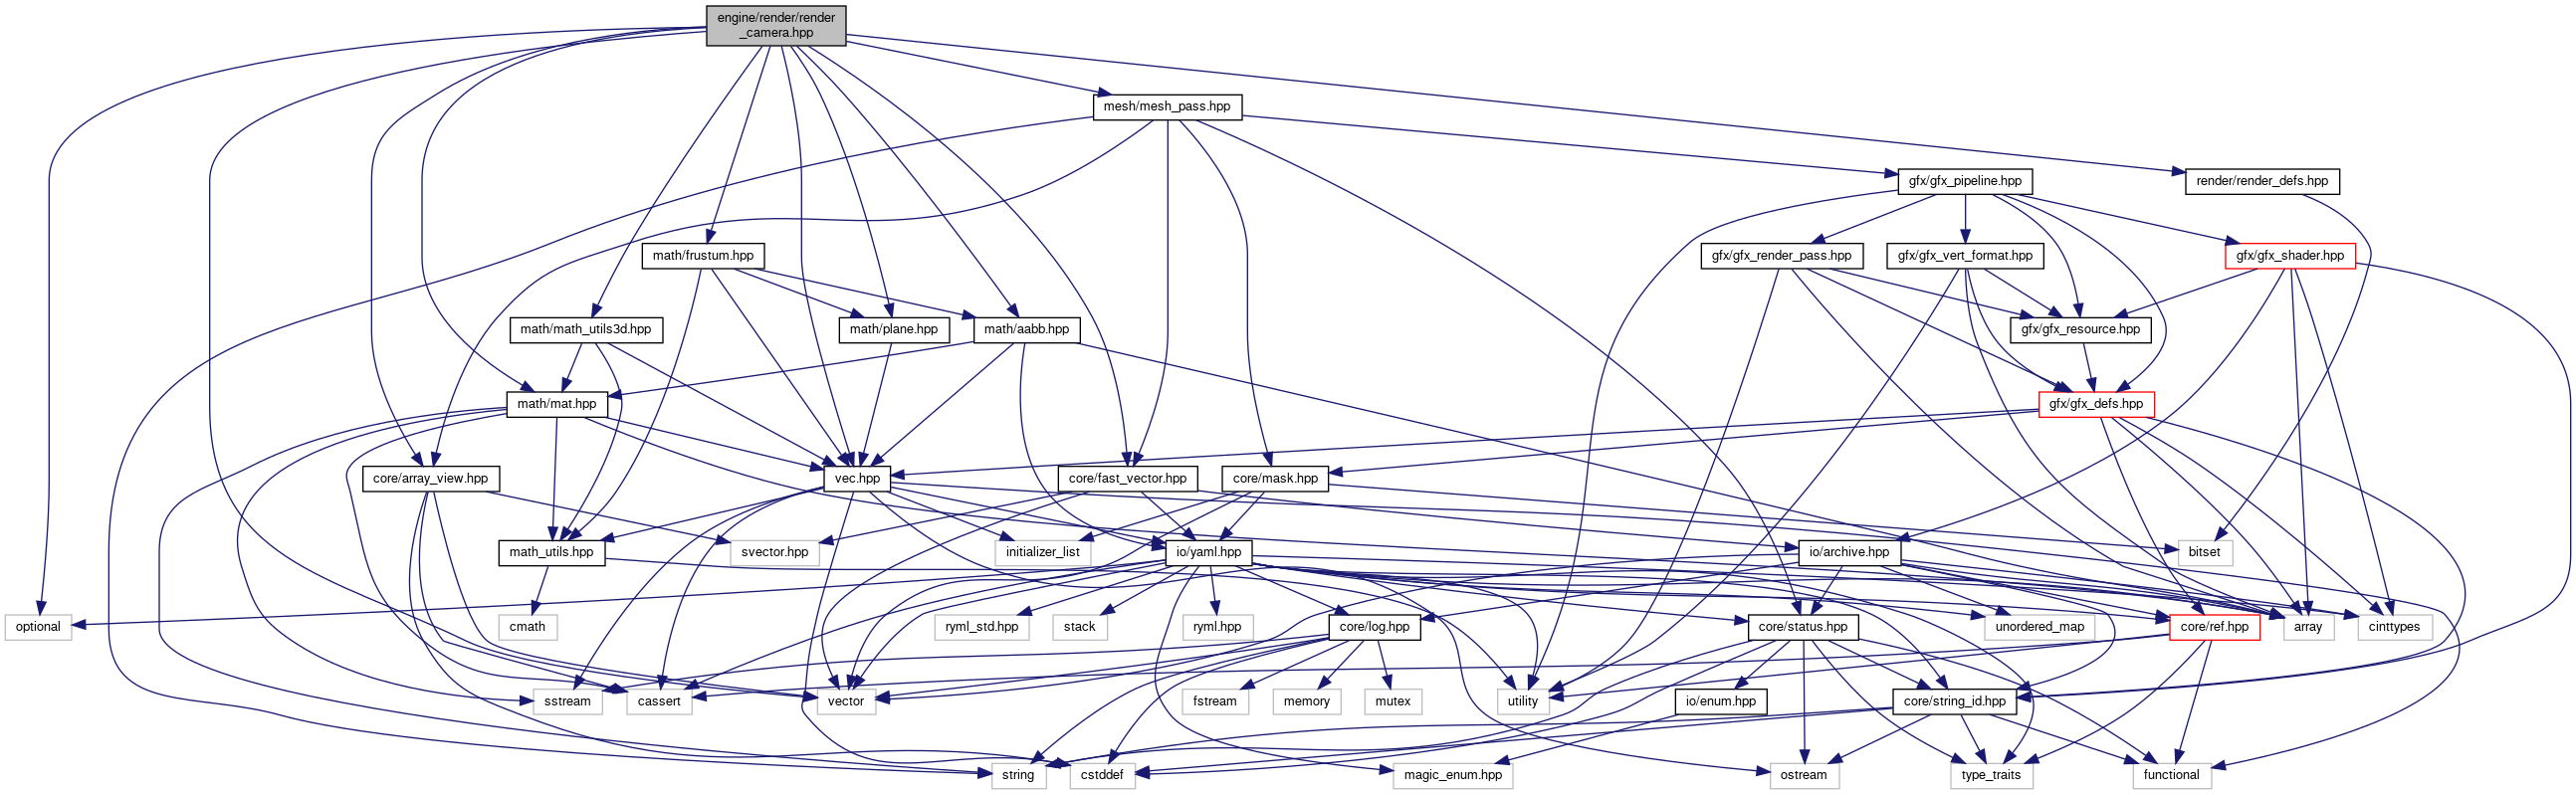 engine/render/render
_camera.hpp
mesh/mesh_pass.hpp
gfx/gfx_pipeline.hpp
render/render_defs.hpp
math/frustum.hpp
gfx/gfx_render_pass.hpp
gfx/gfx_vert_format.hpp
gfx/gfx_shader.hpp
math/math_utils3d.hpp
math/plane.hpp
math/aabb.hpp
gfx/gfx_resource.hpp
math/mat.hpp
gfx/gfx_defs.hpp
core/array_view.hpp
vec.hpp
core/fast_vector.hpp
core/mask.hpp
math_utils.hpp
svector.hpp
initializer_list
io/yaml.hpp
io/archive.hpp
bitset
optional
cmath
ryml_std.hpp
stack
ryml.hpp
core/log.hpp
core/status.hpp
unordered_map
core/ref.hpp
array
cinttypes
sstream
cassert
vector
fstream
memory
mutex
utility
io/enum.hpp
core/string_id.hpp
string
cstddef
magic_enum.hpp
ostream
type_traits
functional